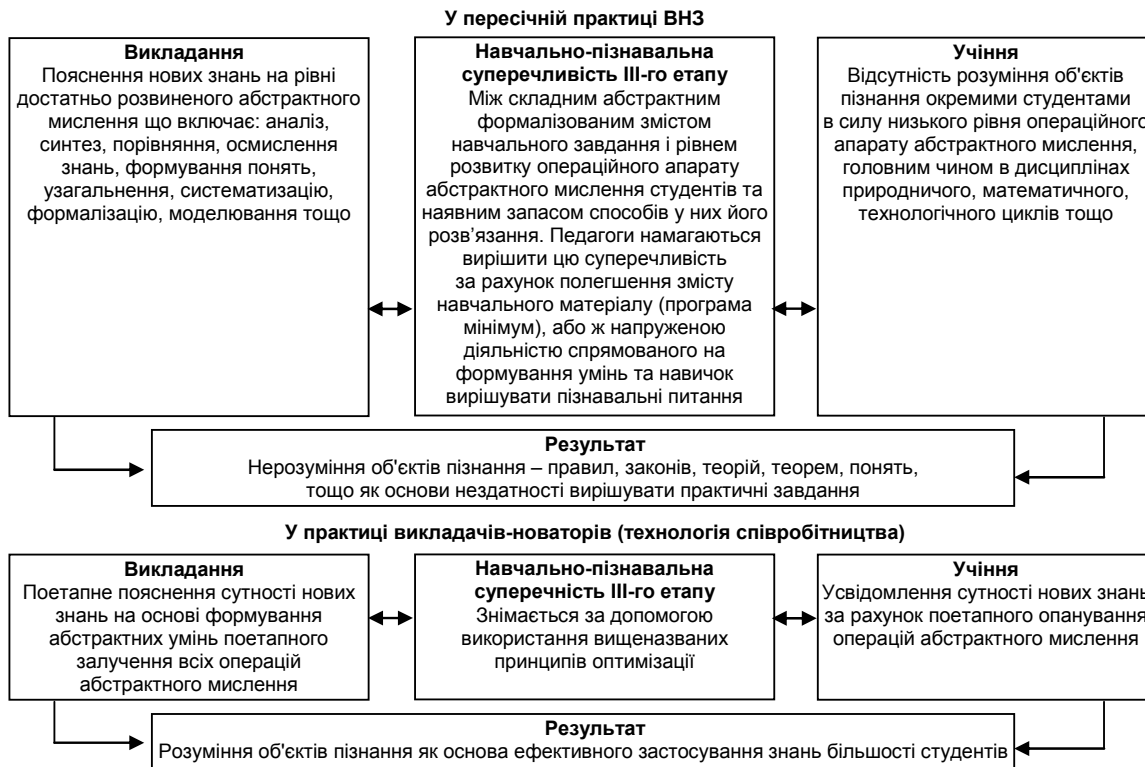 У пересічній практиці ВНЗ
Викладання
Пояснення нових знань на рівні
достатньо розвиненого абстрактного
мислення що включає: аналіз,
синтез, порівняння, осмислення
знань, формування понять,
узагальнення, систематизацію,
формалізацію, моделювання тощо
Навчально-пізнавальна
суперечливість ІІІ-го етапу
Між складним абстрактним
формалізованим змістом
навчального завдання і рівнем
розвитку операційного апарату
абстрактного мислення студентів та
наявним запасом способів у них його
розв’язання. Педагоги намагаються
вирішити цю суперечливість
за рахунок полегшення змісту
навчального матеріалу (програма
мінімум), або ж напруженою
діяльністю спрямованого на
формування умінь та навичок
вирішувати пізнавальні питання
Учіння
Відсутність розуміння об'єктів
пізнання окремими студентами
в силу низького рівня операційного
апарату абстрактного мислення,
головним чином в дисциплінах
природничого, математичного,
технологічного циклів тощо
Результат
Нерозуміння об'єктів пізнання – правил, законів, теорій, теорем, понять,
тощо як основи нездатності вирішувати практичні завдання
У практиці викладачів-новаторів (технологія співробітництва)
Викладання
Поетапне пояснення сутності нових
знань на основі формування
абстрактних умінь поетапного
залучення всіх операцій
абстрактного мислення
Навчально-пізнавальна
суперечність ІІІ-го етапу
Знімається за допомогою
використання вищеназваних
принципів оптимізації
Учіння
Усвідомлення сутності нових знань
за рахунок поетапного опанування
операцій абстрактного мислення
Результат
Розуміння об'єктів пізнання як основа ефективного застосування знань більшості студентів